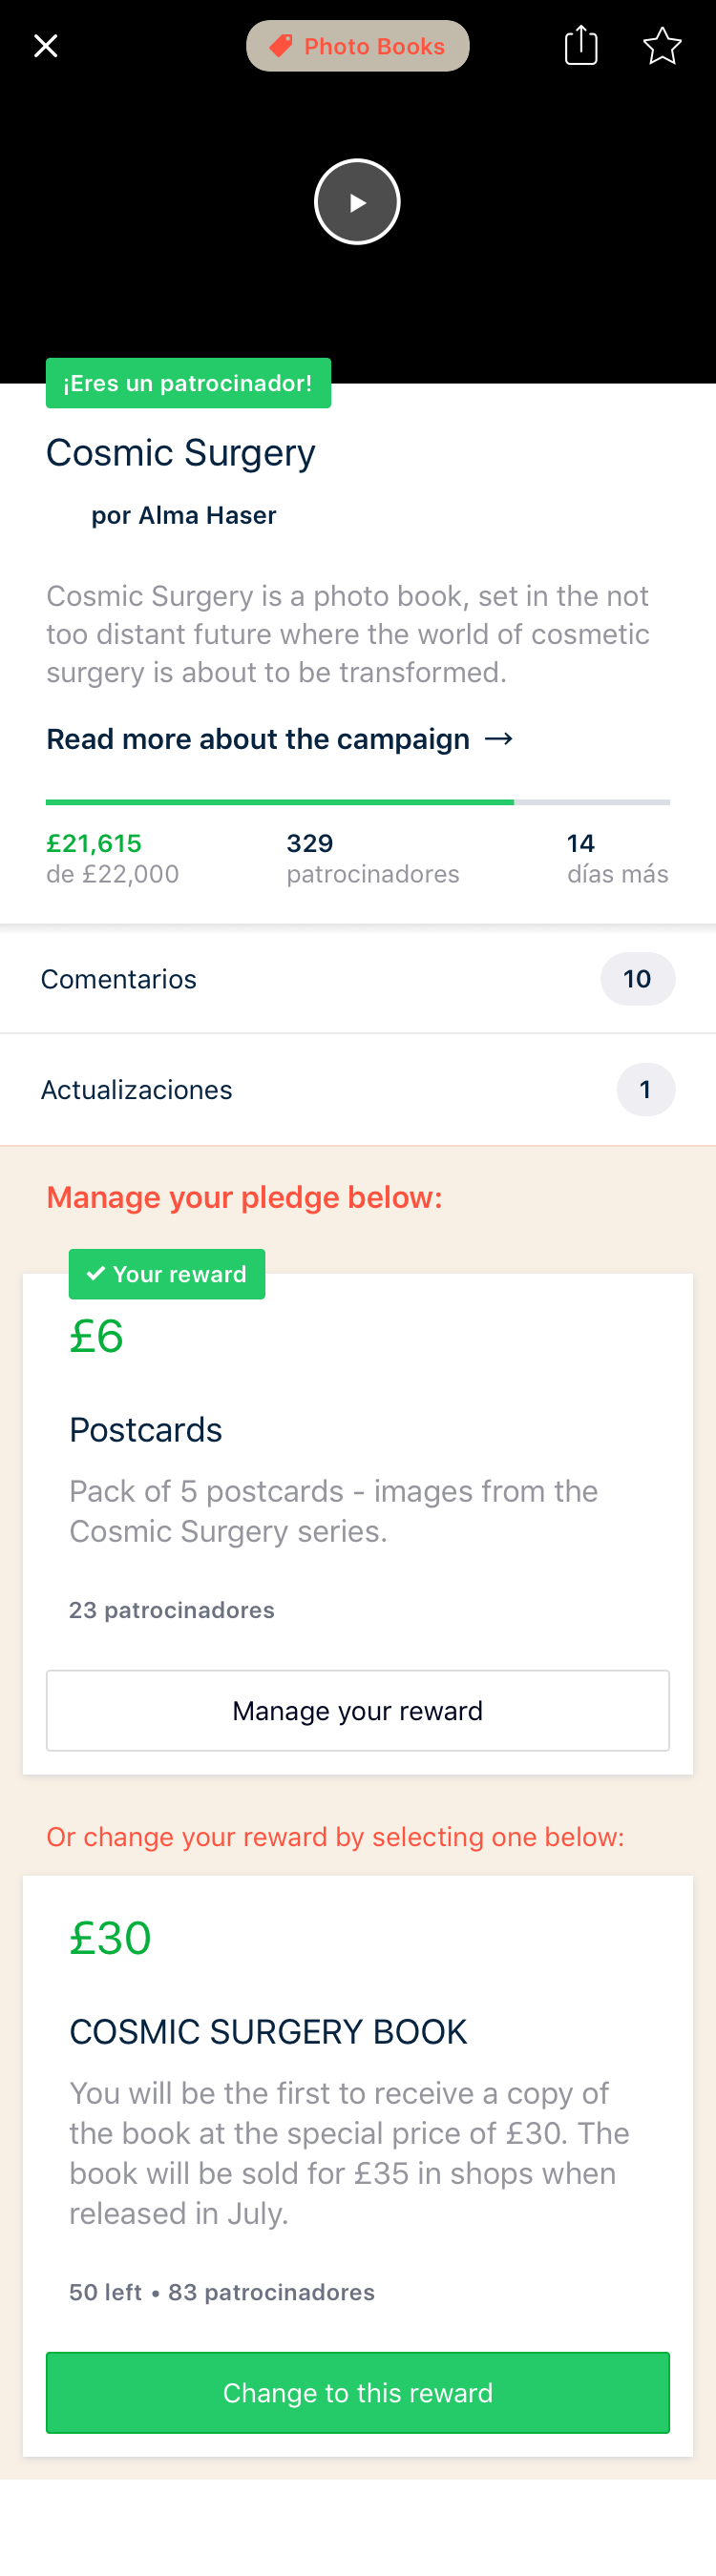 Photo Books
¡Eres un patrocinador!
Cosmic Surgery
por Alma Haser
Cosmic Surgery is a photo book, set in the not
too distant future where the world of cosmetic
surgery is about to be transformed.
Read more about the campaign →
£21,615
de £22,000
329
patrocinadores
14
días más
Comentarios
10
Actualizaciones
1
Manage your pledge below:
✓ Your reward
£6
Postcards
Pack of 5 postcards - images from the
Cosmic Surgery series.
23 patrocinadores
Manage your reward
Or change your reward by selecting one below:
£30
COSMIC SURGERY BOOK
You will be the first to receive a copy of
the book at the special price of £30. The
book will be sold for £35 in shops when
released in July.
50 left • 83 patrocinadores
Change to this reward